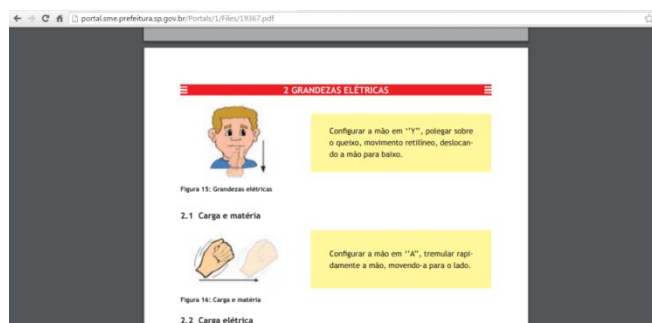 portal.sme.prefeitura.sp.gov.br/Portals/1/Files/19367.pdf
2 GRANDEZAS ELÉTRICAS
Configurar a mão em ‘’Y’’, polegar sobre
o queixo, movimento retilíneo, deslocan-
do a mão para baixo.
Figura 15: Grandezas elétricas
2.1 Carga e matéria
Configurar a mão em ‘’A’’, tremular rapi-
damente a mão, movendo-a para o lado.
Figura 16: Carga e matéria
2.2 Carga elétrica